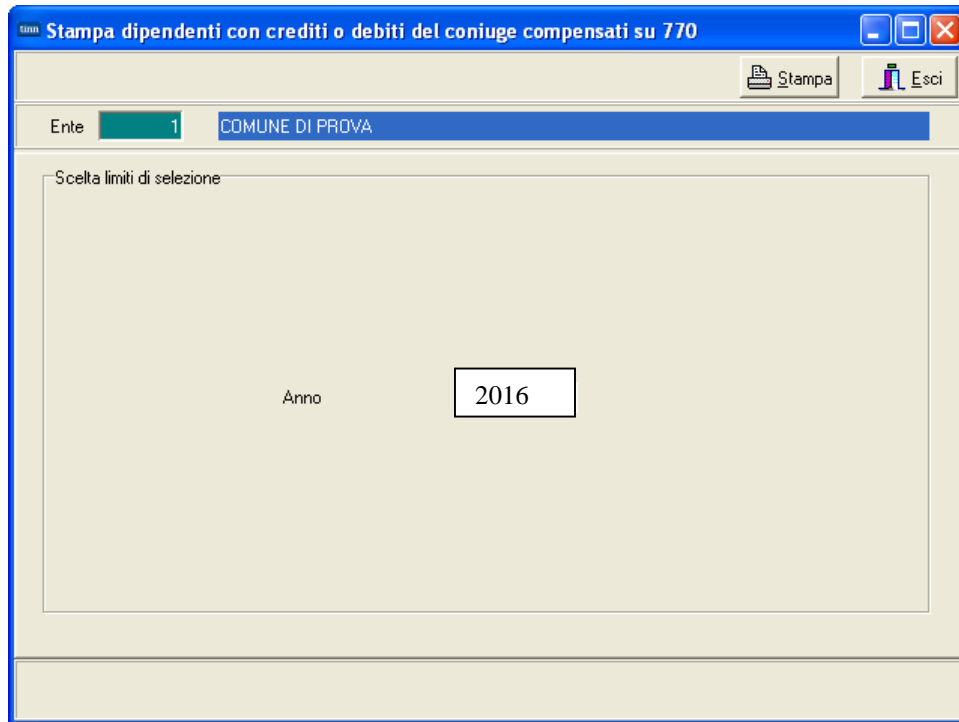 tinn Stampa dipendenti con crediti o debiti del coniuge compensati su 770
Stampa Esci
Ente 1 COMUNE DI PROVA
Scelta limiti di selezione
Anno 2016